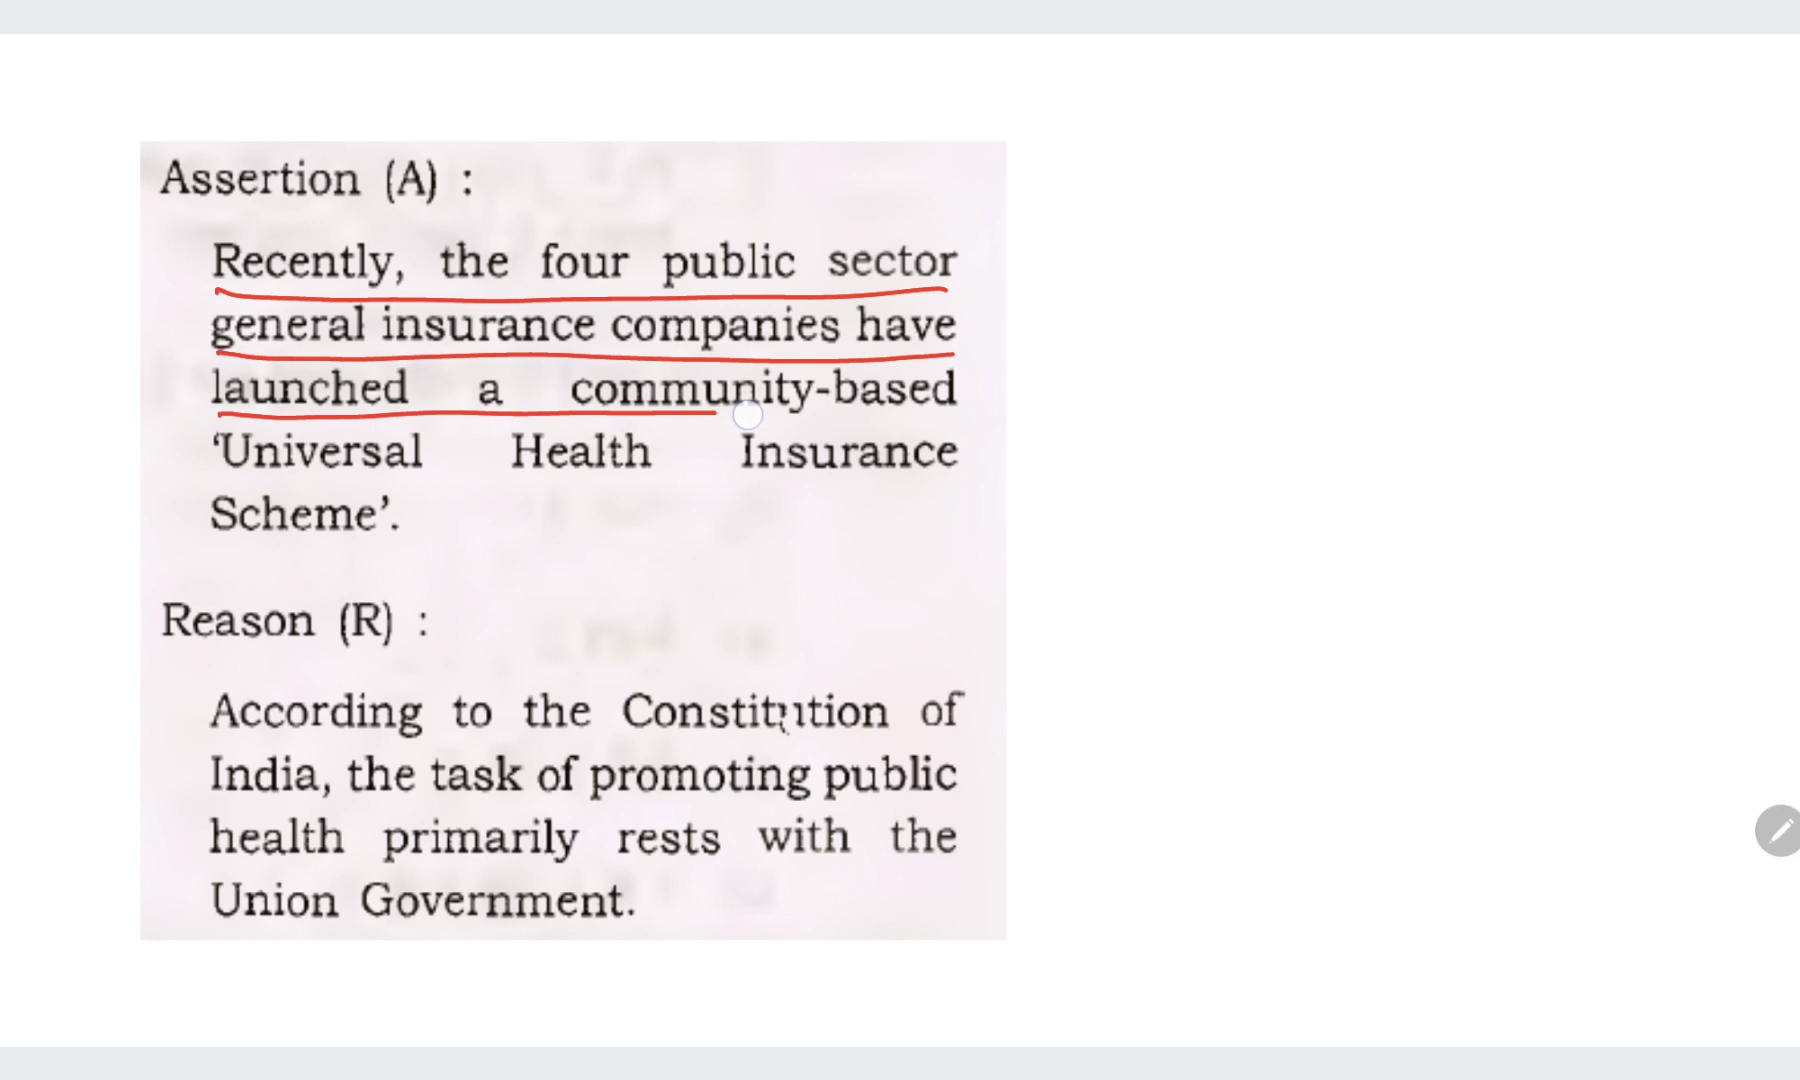 Assertion (A) :
Recently, the four public sector
general insurance companies have
launched a community-based
‘Universal Health Insurance
Scheme’.
Reason (R) :
According to the Constitution of
India, the task of promoting public
health primarily rests with the
Union Government.